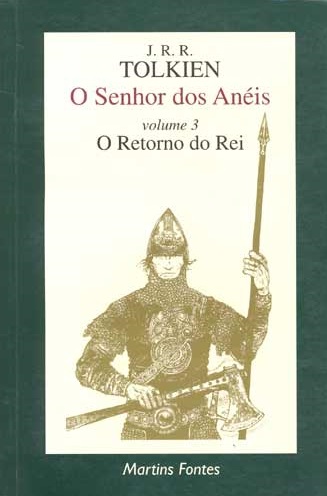 J. R. R.
TOLKIEN
O Senhor dos Anéis
volume 3
O Retorno do Rei
Martins Fontes